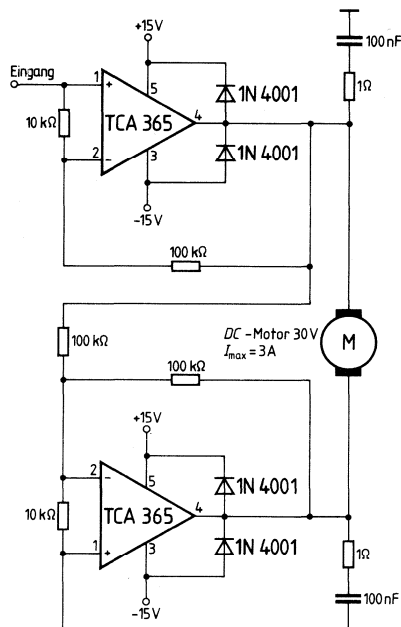 +15V
100 nF
Eingang
1
+
5
1N 4001
1Ω
10 kΩ
TCA 365
4
2
−
3
1N 4001
-15V
100 kΩ
100 kΩ
DC-Motor 30V
Imax = 3A
M
100 kΩ
+15V
2
−
5
1N 4001
10 kΩ
TCA 365
4
1
+
3
1N 4001
1Ω
-15V
100 nF